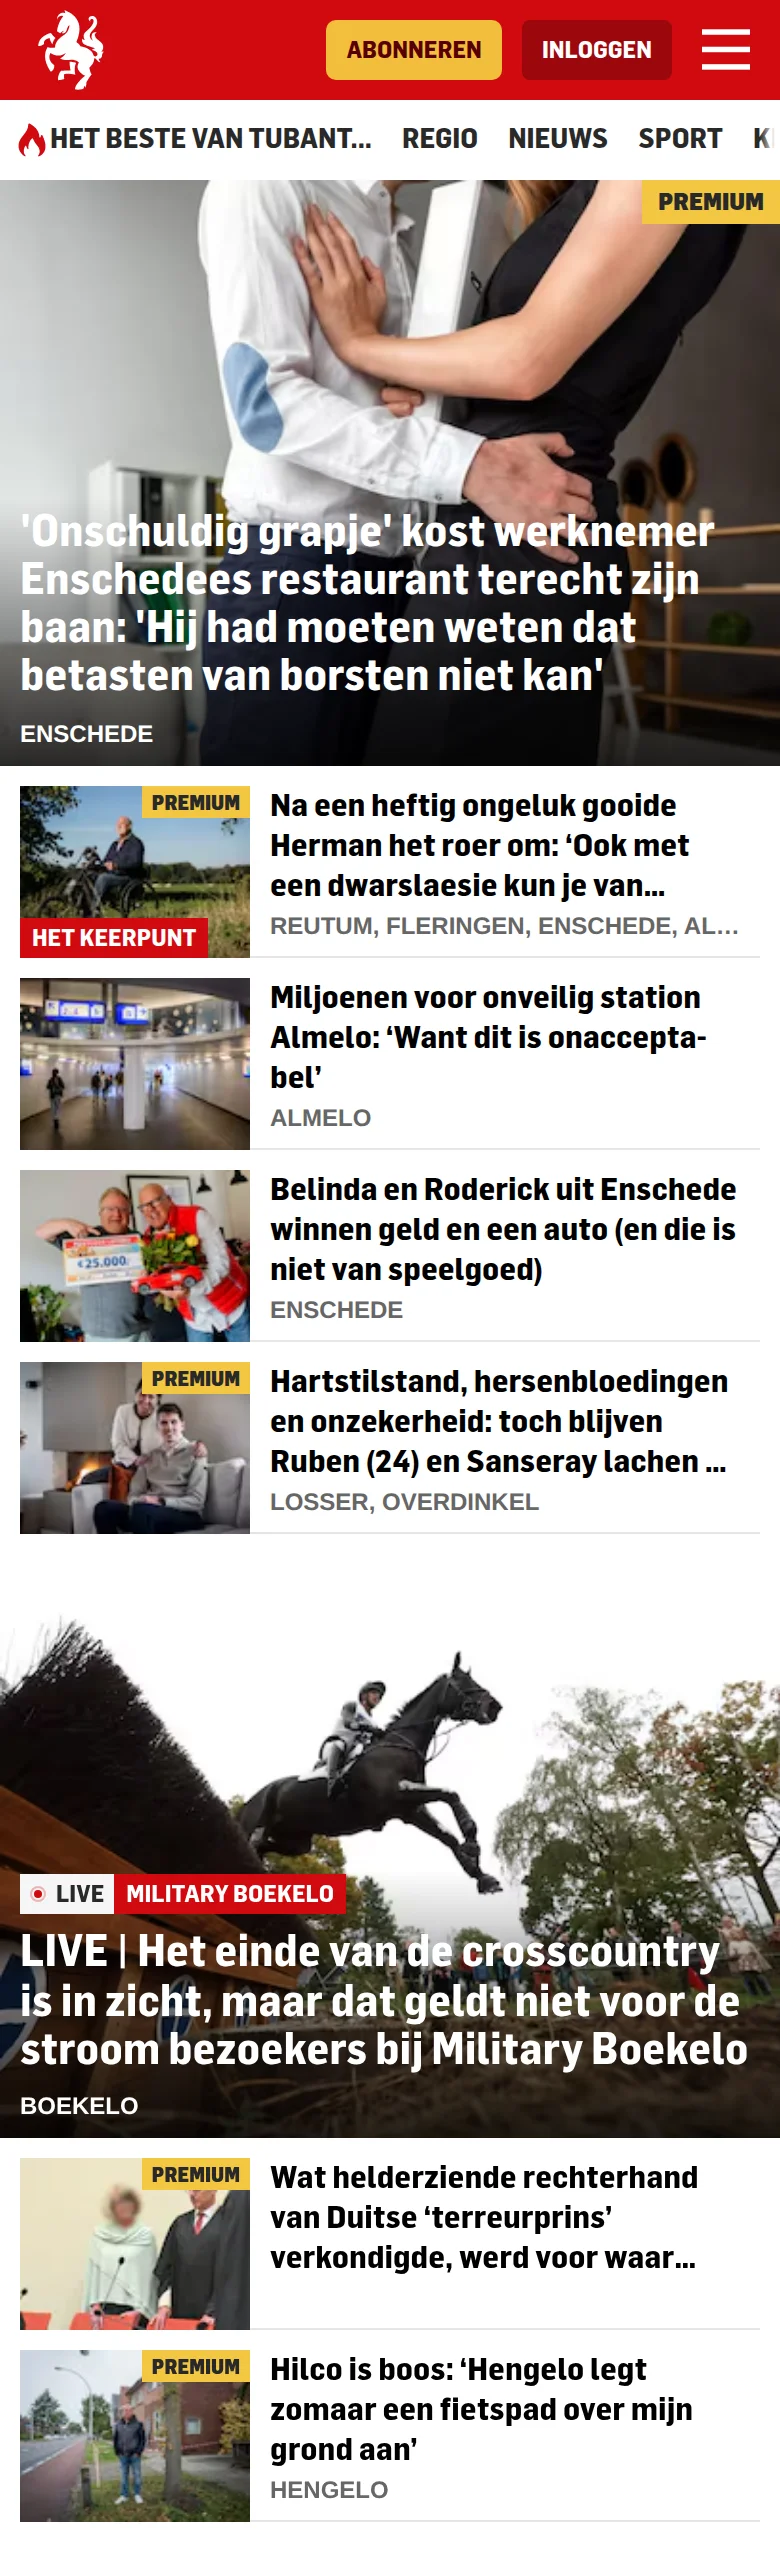 ABONNEREN
INLOGGEN
HET BESTE VAN TUBANT... REGIO NIEUWS SPORT
PREMIUM
'Onschuldig grapje' kost werknemer
Enschedees restaurant terecht zijn
baan: 'Hij had moeten weten dat
betasten van borsten niet kan'
ENSCHEDE
PREMIUM
HET KEERPUNT
Na een heftig ongeluk gooide
Herman het roer om: ‘Ook met
een dwarslaesie kun je van...
REUTUM, FLERINGEN, ENSCHEDE, AL...
Miljoenen voor onveilig station
Almelo: ‘Want dit is onaccepta-
bel’
ALMELO
€25.000
Belinda en Roderick uit Enschede
winnen geld en een auto (en die is
niet van speelgoed)
ENSCHEDE
PREMIUM
Hartstilstand, hersenbloedingen
en onzekerheid: toch blijven
Ruben (24) en Sanseray lachen ...
LOSSER, OVERDINKEL
LIVE
MILITARY BOEKELO
LIVE | Het einde van de crosscountry
is in zicht, maar dat geldt niet voor de
stroom bezoekers bij Military Boekelo
BOEKELO
PREMIUM
Wat helderziende rechterhand
van Duitse ‘terreurprins’
verkondigde, werd voor waar...
PREMIUM
Hilco is boos: ‘Hengelo legt
zomaar een fietspad over mijn
grond aan’
HENGELO